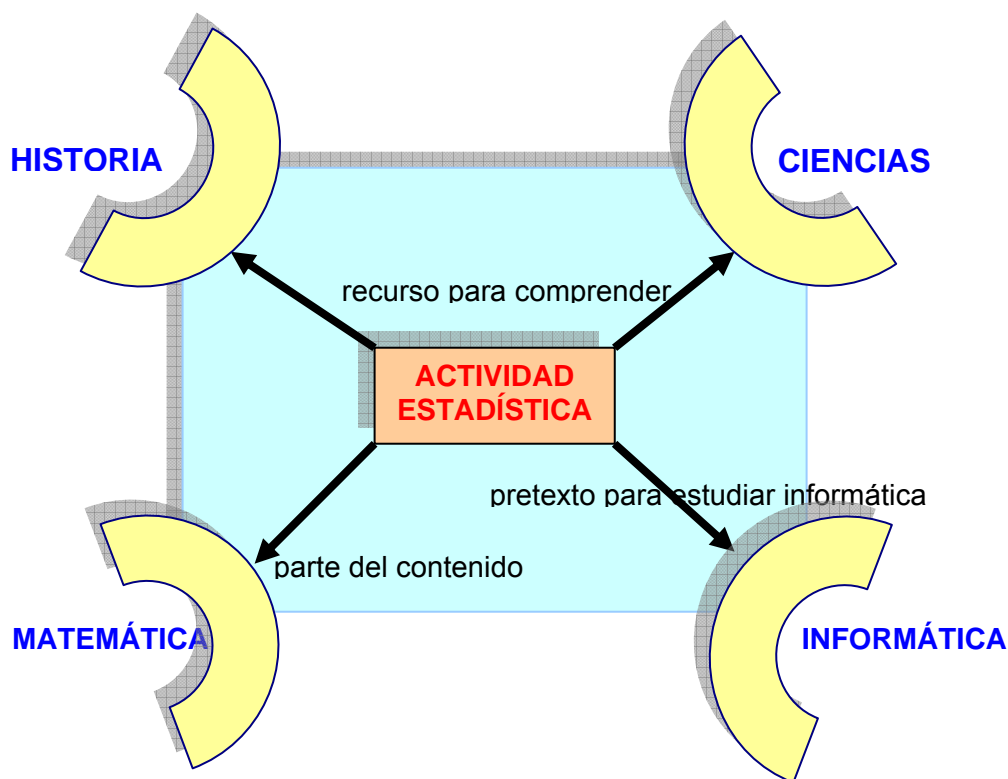 HISTORIA
CIENCIAS
recurso para comprender
ACTIVIDAD
ESTADÍSTICA
pretexto para estudiar informática
parte del contenido
MATEMÁTICA
INFORMÁTICA